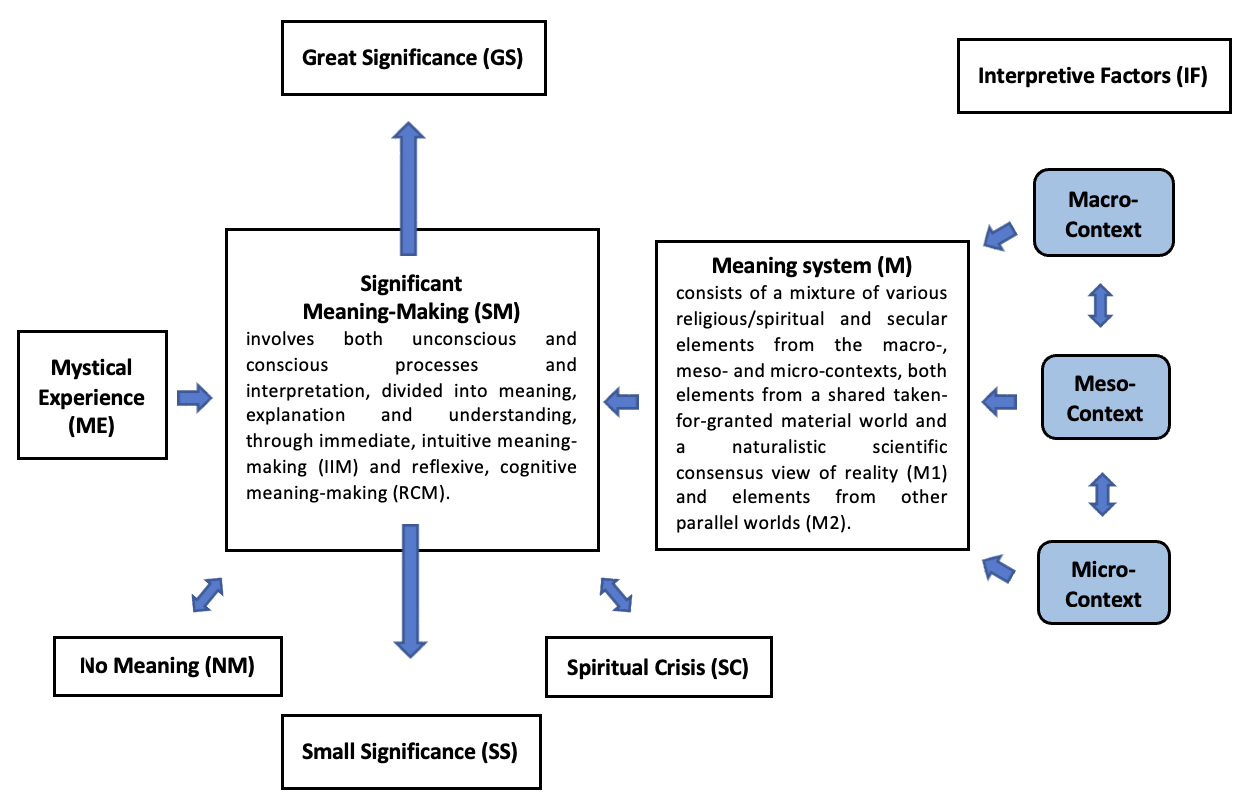 Great Significance (GS)
Interpretive Factors (IF)
Macro-
Context
Significant
Meaning-Making (SM)
involves both unconscious and
conscious processes and
interpretation, divided into meaning,
explanation and understanding,
through immediate, intuitive meaning-
making (IIM) and reflexive, cognitive
meaning-making (RCM).
Meaning system (M)
consists of a mixture of various
religious/spiritual and secular
elements from the macro-,
meso- and micro-contexts, both
elements from a shared taken-
for-granted material world and
a naturalistic scientific
consensus view of reality (M1)
and elements from other
parallel worlds (M2).
Mystical
Experience
(ME)
Meso-
Context
Micro-
Context
No Meaning (NM)
Spiritual Crisis (SC)
Small Significance (SS)